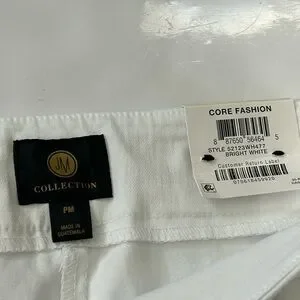 JM
COLLECTION
PM
MADE IN
GUATEMALA
CORE FASHION
8 87650 56464 5
STYLE 52123WH477
BRIGHT WHITE
Customer Return Label